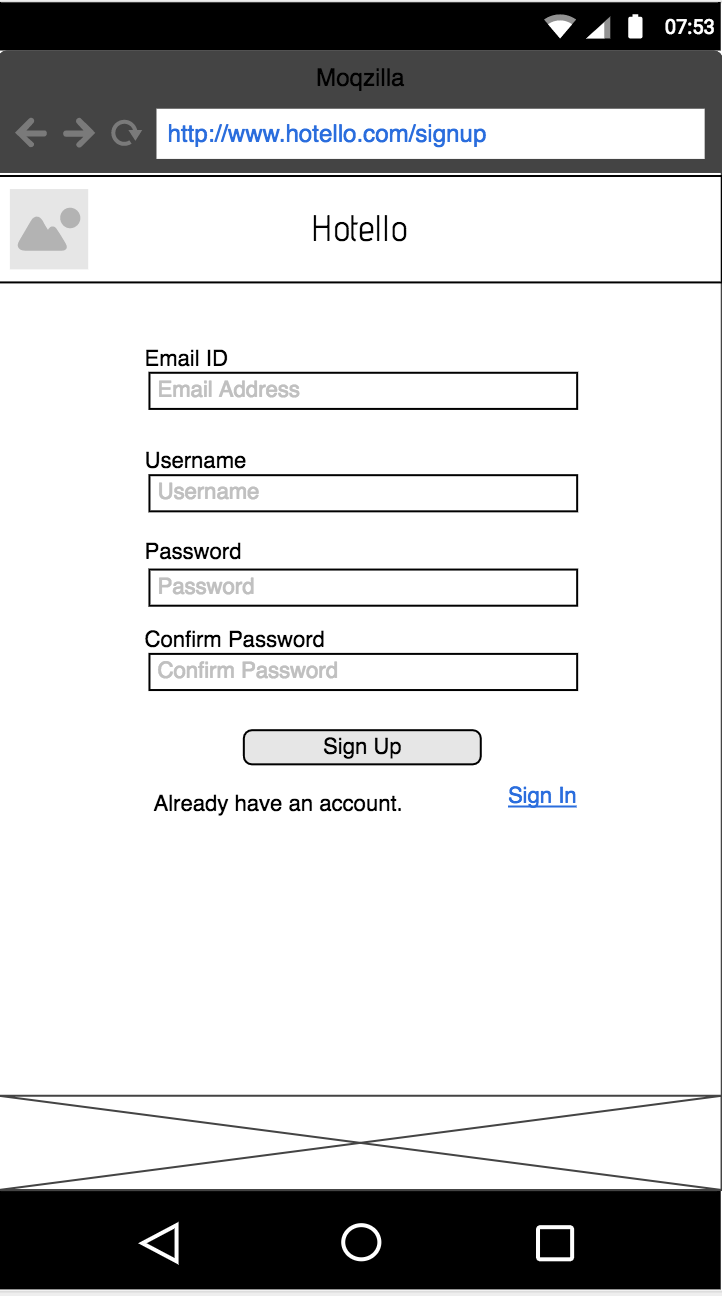 07:53
Moqzilla
http://www.hotello.com/signup
Hotello
Email ID
Email Address
Username
Username
Password
Password
Confirm Password
Confirm Password
Sign Up
Already have an account.
Sign In